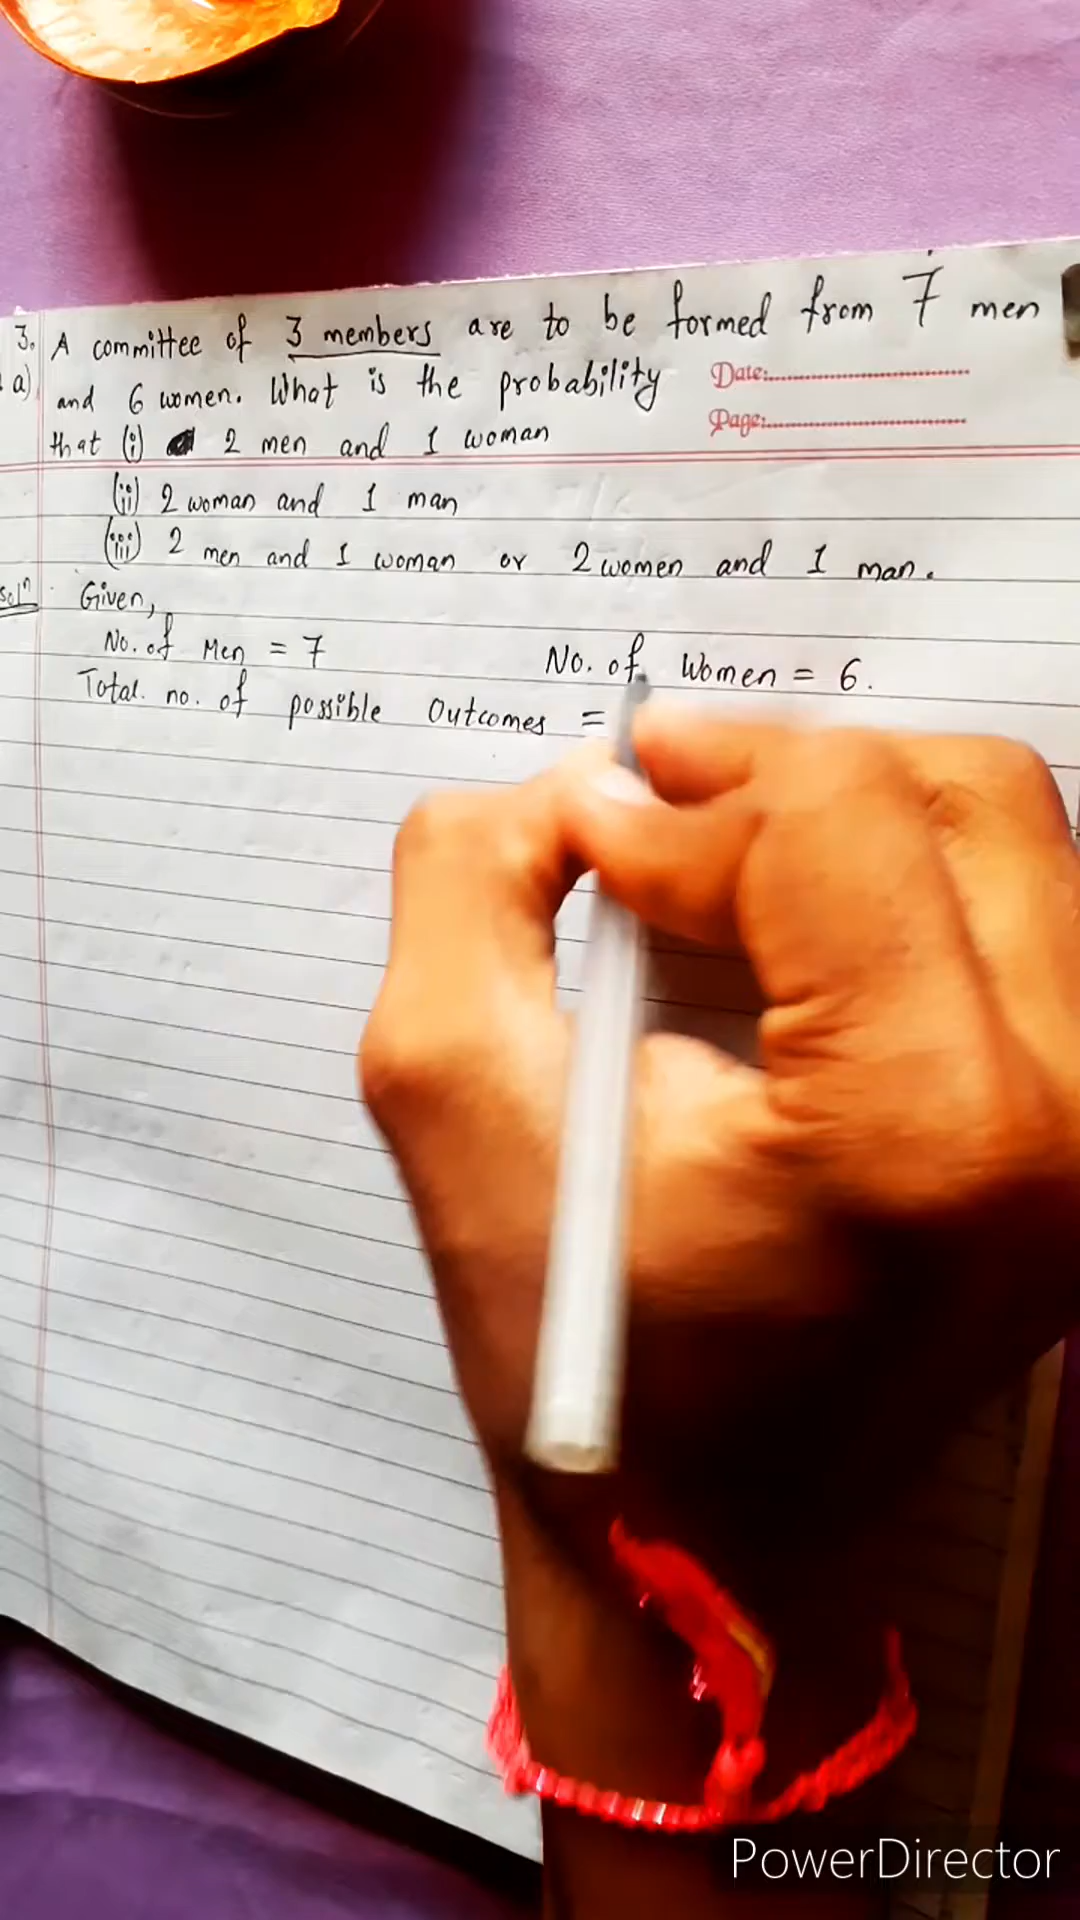 3. A committee of 3 members are to be formed from 7 men
a) and 6 women. What is the probability
Date:
Page:
that (i) 2 men and 1 woman
(ii) 2 woman and 1 man
(iii) 2 men and 1 woman or 2 women and 1 man.
Soln Given,
No. of Men = 7 No. of Women = 6.
Total no. of possible Outcomes =
PowerDirector